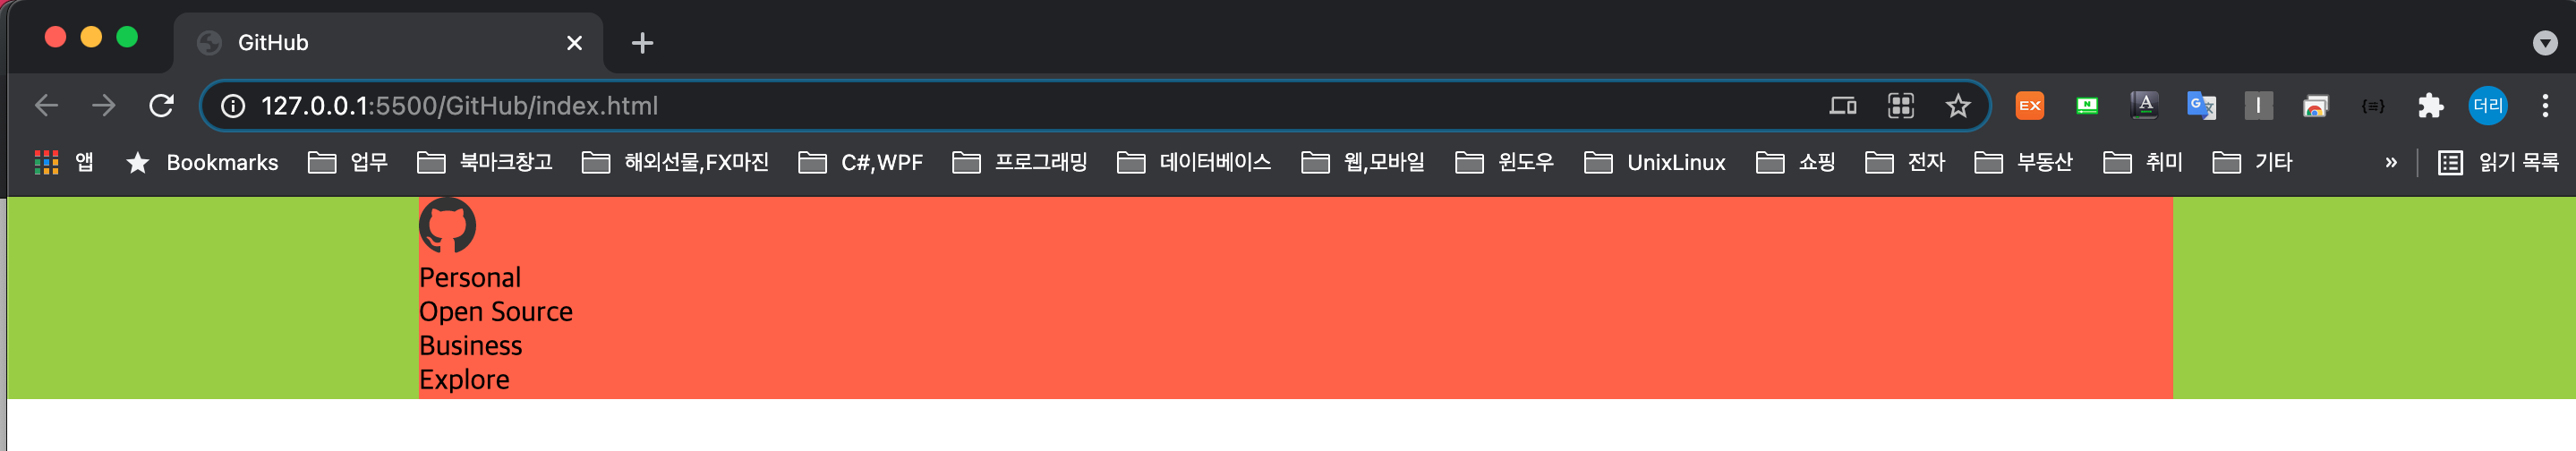 GitHub
127.0.0.1:5500/GitHub/index.html
EX
N
A
G 文
더리
앱 Bookmarks 업무 북마크창고 해외선물,FX마진 C#,WPF 프로그래밍 데이터베이스 웹,모바일 윈도우 UnixLinux 쇼핑 전자 부동산 취미 기타 » 읽기 목록
Personal
Open Source
Business
Explore